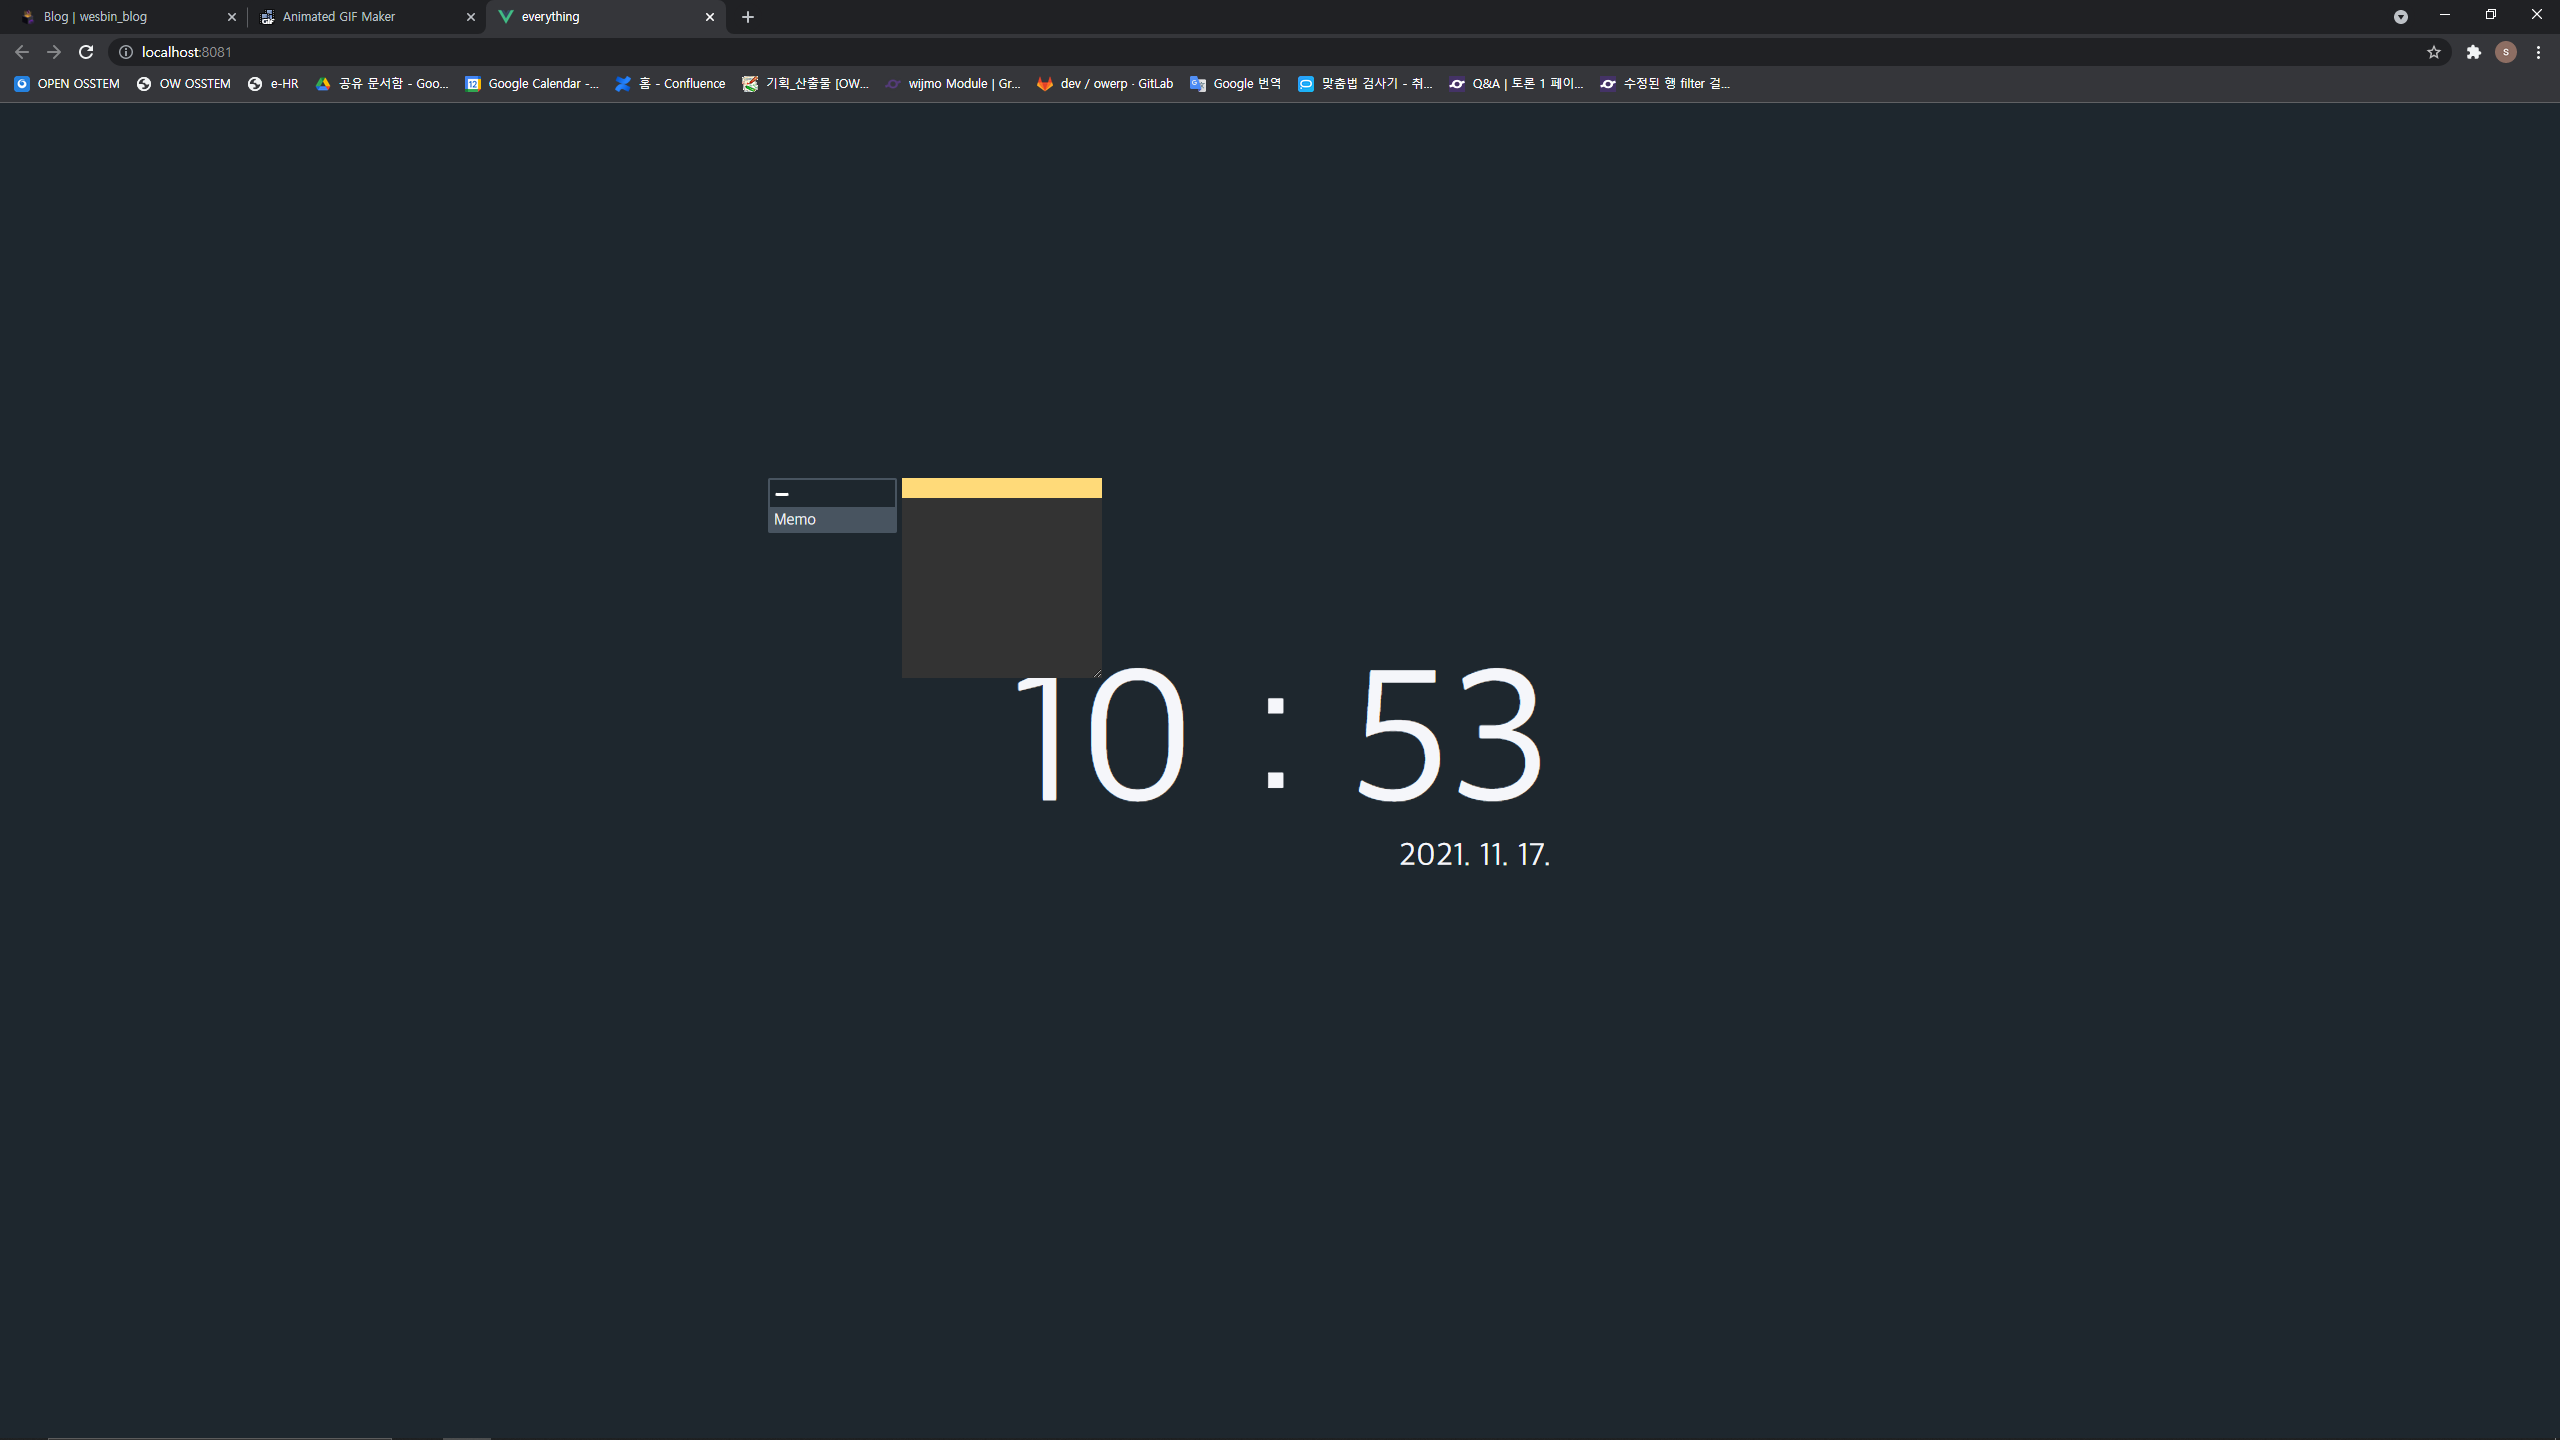 Blog | wesbin_blog
Animated GIF Maker
everything
localhost:8081
S
OPEN OSSTEM
OW OSSTEM
e-HR
공유 문서함 - Goo...
Google Calendar -...
홈 - Confluence
기획_산출물 [OW...
wijmo Module | Gr...
dev / owerp · GitLab
Google 번역
맞춤법 검사기 - 취...
Q&A | 토론 1 페이...
수정된 행 filter 걸...
Memo
10 : 53
2021. 11. 17.